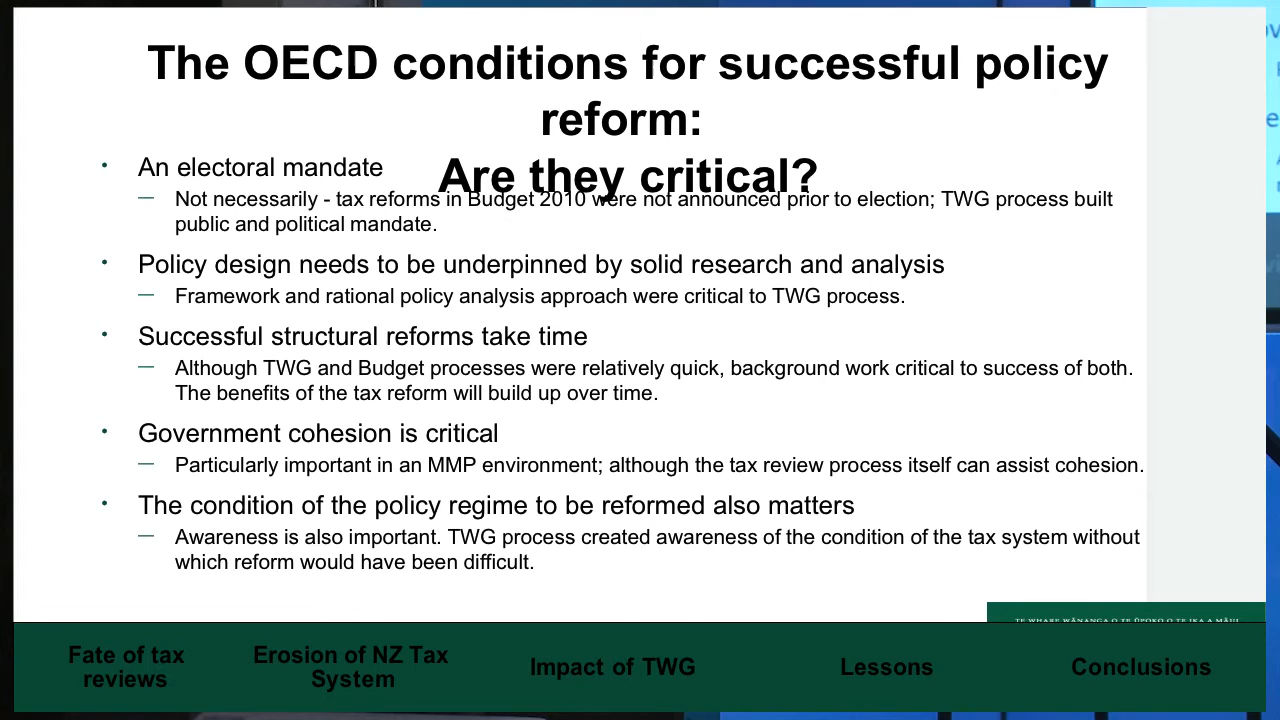 The OECD conditions for successful policy
reform:
Are they critical?
• An electoral mandate
— Not necessarily - tax reforms in Budget 2010 were not announced prior to election; TWG process built
public and political mandate.
• Policy design needs to be underpinned by solid research and analysis
— Framework and rational policy analysis approach were critical to TWG process.
• Successful structural reforms take time
— Although TWG and Budget processes were relatively quick, background work critical to success of both.
The benefits of the tax reform will build up over time.
• Government cohesion is critical
— Particularly important in an MMP environment; although the tax review process itself can assist cohesion.
• The condition of the policy regime to be reformed also matters
— Awareness is also important. TWG process created awareness of the condition of the tax system without
which reform would have been difficult.
TE WHARE WĀNANGA O TE ŪPOKO O TE IKA A MĀUI
Fate of tax
reviews
Erosion of NZ Tax
System
Impact of TWG
Lessons
Conclusions